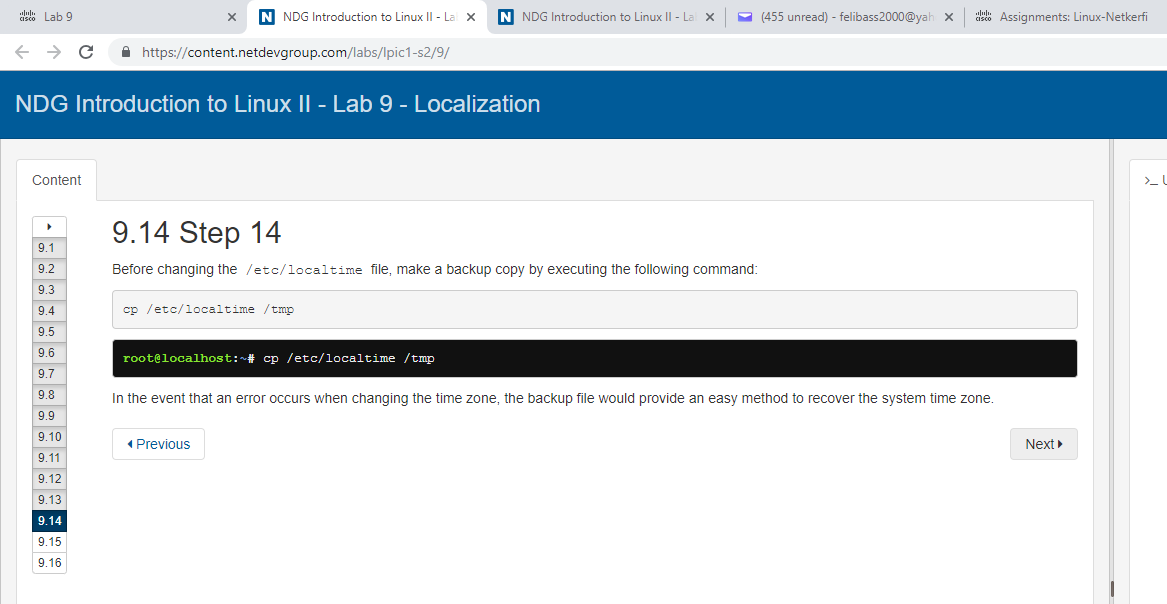 Lab 9
NDG Introduction to Linux II - La
NDG Introduction to Linux II - La
(455 unread) - felibass2000@yah
Assignments: Linux-Netkerfi
https://content.netdevgroup.com/labs/lpic1-s2/9/
NDG Introduction to Linux II - Lab 9 - Localization
Content
>_ U
9.1
9.2
9.3
9.4
9.5
9.6
9.7
9.8
9.9
9.10
9.11
9.12
9.13
9.14
9.15
9.16
9.14 Step 14
Before changing the /etc/localtime file, make a backup copy by executing the following command:
cp /etc/localtime /tmp
root@localhost:~# cp /etc/localtime /tmp
In the event that an error occurs when changing the time zone, the backup file would provide an easy method to recover the system time zone.
Previous
Next